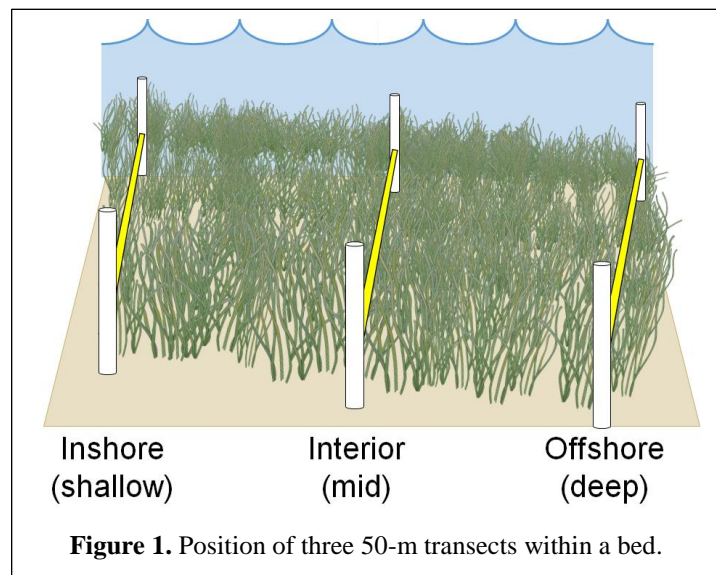 Inshore Interior Offshore
(shallow) (mid) (deep)
Figure 1. Position of three 50-m transects within a bed.